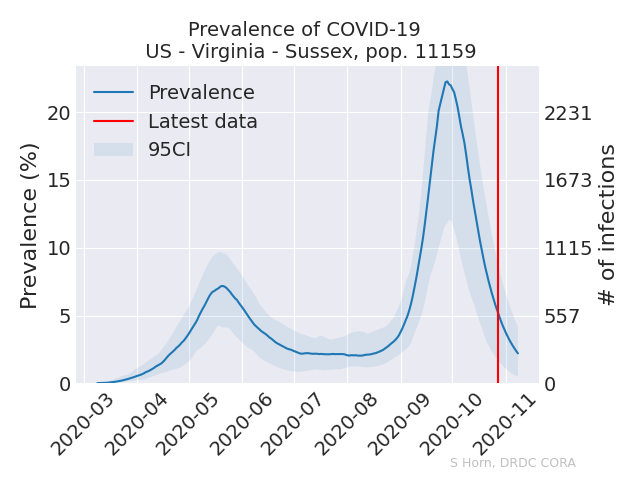 Prevalence of COVID-19
US - Virginia - Sussex, pop. 11159
Prevalence
Latest data
95CI
Prevalence (%)
20
15
10
5
0
2231
1673
1115
557
0
# of infections
2020-03
2020-04
2020-05
2020-06
2020-07
2020-08
2020-09
2020-10
2020-11
S Horn, DRDC CORA